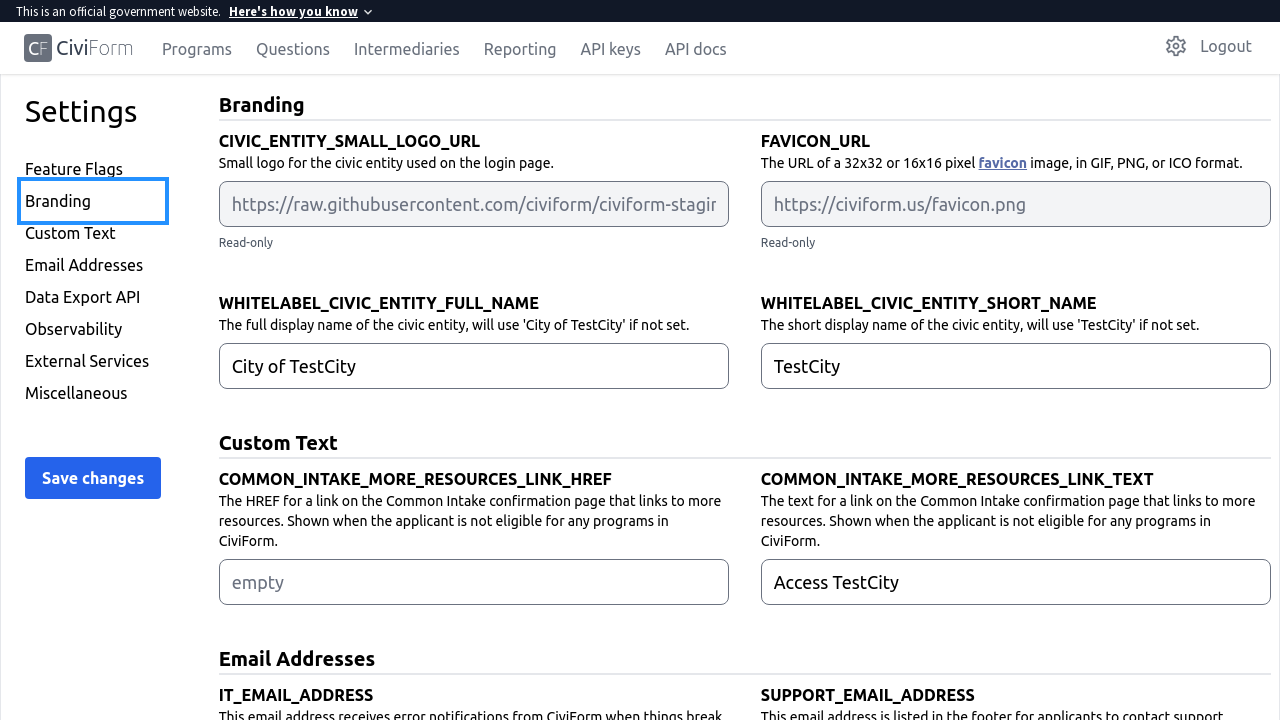 This is an official government website. Here's how you know
CF CiviForm Programs Questions Intermediaries Reporting API keys API docs Logout
Settings
Feature Flags
Branding
Custom Text
Email Addresses
Data Export API
Observability
External Services
Miscellaneous
Save changes
Branding
CIVIC_ENTITY_SMALL_LOGO_URL
Small logo for the civic entity used on the login page.
https://raw.githubusercontent.com/civiform/civiform-stagir
Read-only
FAVICON_URL
The URL of a 32x32 or 16x16 pixel favicon image, in GIF, PNG, or ICO format.
https://civiform.us/favicon.png
Read-only
WHITELABEL_CIVIC_ENTITY_FULL_NAME
The full display name of the civic entity, will use 'City of TestCity' if not set.
City of TestCity
WHITELABEL_CIVIC_ENTITY_SHORT_NAME
The short display name of the civic entity, will use 'TestCity' if not set.
TestCity
Custom Text
COMMON_INTAKE_MORE_RESOURCES_LINK_HREF
The HREF for a link on the Common Intake confirmation page that links to more
resources. Shown when the applicant is not eligible for any programs in
CiviForm.
empty
COMMON_INTAKE_MORE_RESOURCES_LINK_TEXT
The text for a link on the Common Intake confirmation page that links to more
resources. Shown when the applicant is not eligible for any programs in
CiviForm.
Access TestCity
Email Addresses
IT_EMAIL_ADDRESS
This email address receives error notifications from CiviForm when things break
SUPPORT_EMAIL_ADDRESS
This email address is listed in the footer for applicants to contact support